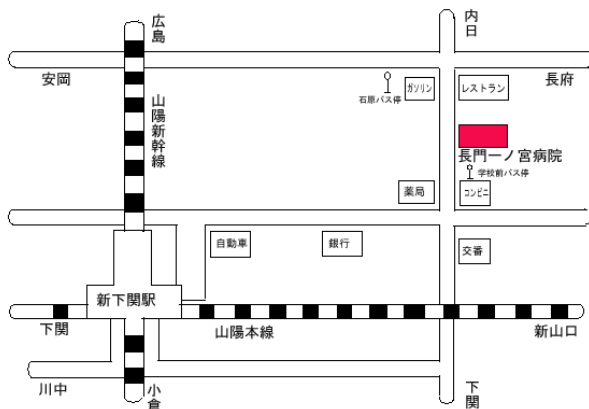 広島
内日
安岡
ガソリン
石原バス停
レストラン
長府
山陽新幹線
長門一ノ宮病院
学校前バス停
薬局
コンビニ
自動車
銀行
交番
新下関駅
下関
山陽本線
新山口
川中
小倉
下関